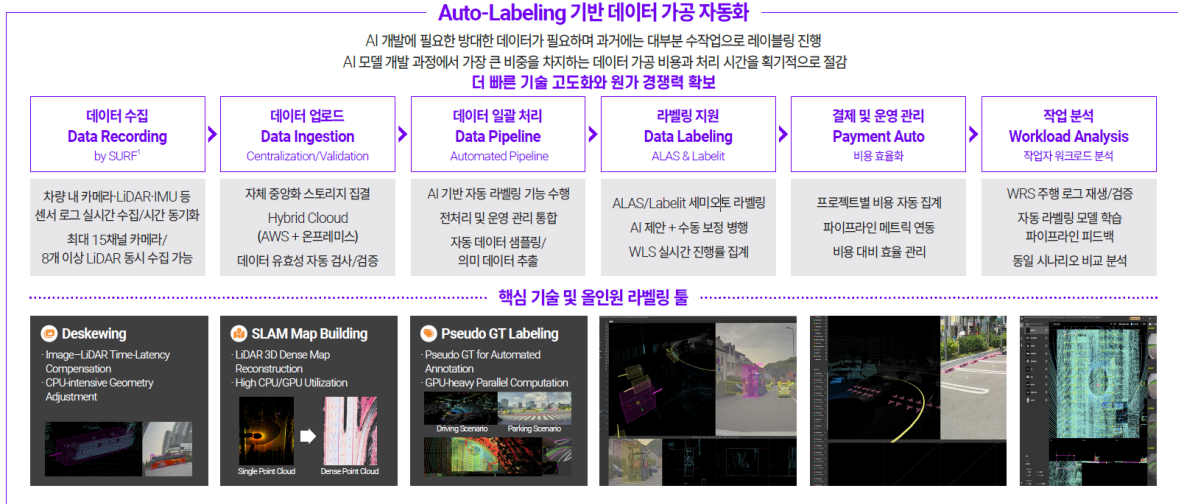 Auto-Labeling 기반 데이터 가공 자동화
AI 개발에 필요한 방대한 데이터가 필요하며 과거에는 대부분 수작업으로 레이블링 진행
AI 모델 개발 과정에서 가장 큰 비중을 차지하는 데이터 가공 비용과 처리 시간을 획기적으로 절감
더 빠른 기술 고도화와 원가 경쟁력 확보
데이터 수집
Data Recording
by SURF¹
데이터 업로드
Data Ingestion
Centralization/Validation
데이터 일괄 처리
Data Pipeline
Automated Pipeline
라벨링 지원
Data Labeling
ALAS & Labelit
결제 및 운영 관리
Payment Auto
비용 효율화
작업 분석
Workload Analysis
작업자 워크로드 분석
차량 내 카메라·LiDAR·IMU 등
센서 로그 실시간 수집/시간 동기화
최대 15채널 카메라/
8개 이상 LiDAR 동시 수집 가능
자체 중앙화 스토리지 집결
Hybrid Clooud
(AWS + 온프레미스)
데이터 유효성 자동 검사/검증
AI 기반 자동 라벨링 기능 수행
전처리 및 운영 관리 통합
자동 데이터 샘플링/
의미 데이터 추출
ALAS/Labelit 세미오토 라벨링
AI 제안 + 수동 보정 병행
WLS 실시간 진행률 집계
프로젝트별 비용 자동 집계
파이프라인 메트릭 연동
비용 대비 효율 관리
WRS 주행 로그 재생/검증
자동 라벨링 모델 학습
파이프라인 피드백
동일 시나리오 비교 분석
핵심 기술 및 올인원 라벨링 툴
Deskewing
· Image–LiDAR Time-Latency
Compensation
· CPU-intensive Geometry
Adjustment
SLAM Map Building
· LiDAR 3D Dense Map
Reconstruction
· High CPU/GPU Utilization
Single Point Cloud
Dense Point Cloud
Pseudo GT Labeling
· Pseudo GT for Automated
Annotation
· GPU-heavy Parallel Computation
Driving Scenario
Parking Scenario